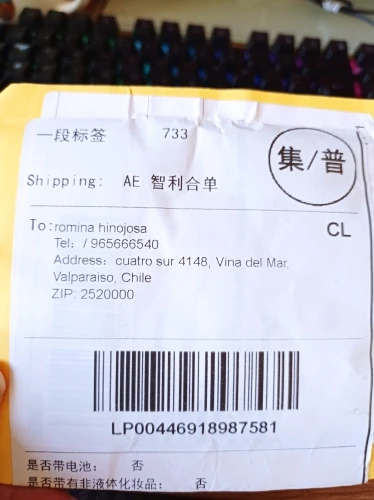 一段标签 733
集/普
Shipping: AE 智利合单
To: romina hinojosa
CL
Tel: / 965666540
Address: cuatro sur 4148, Vina del Mar,
Valparaiso, Chile
ZIP: 2520000
LP00446918987581
是否带电池: 否
是否带有非液体化妆品: 否